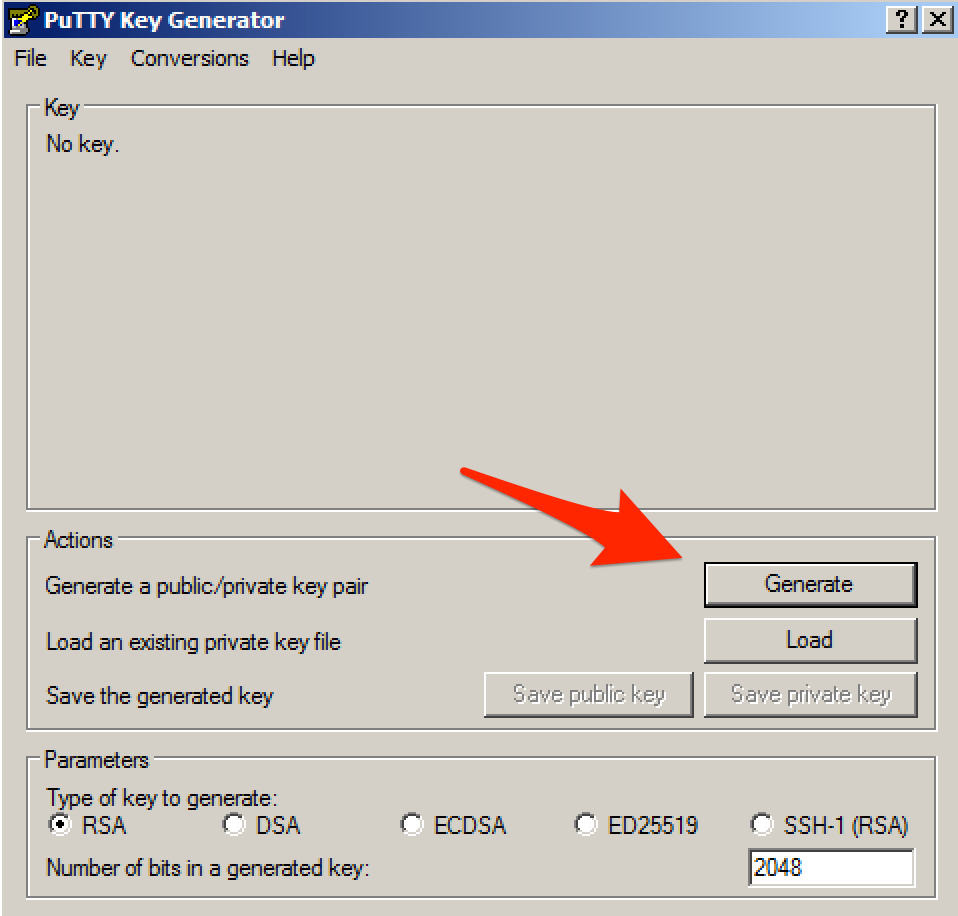 PuTTY Key Generator
File Key Conversions Help
Key
No key.
Actions
Generate a public/private key pair
Generate
Load an existing private key file
Load
Save the generated key
Save public key
Save private key
Parameters
Type of key to generate:
RSA DSA ECDSA ED25519 SSH-1 (RSA)
Number of bits in a generated key:
2048